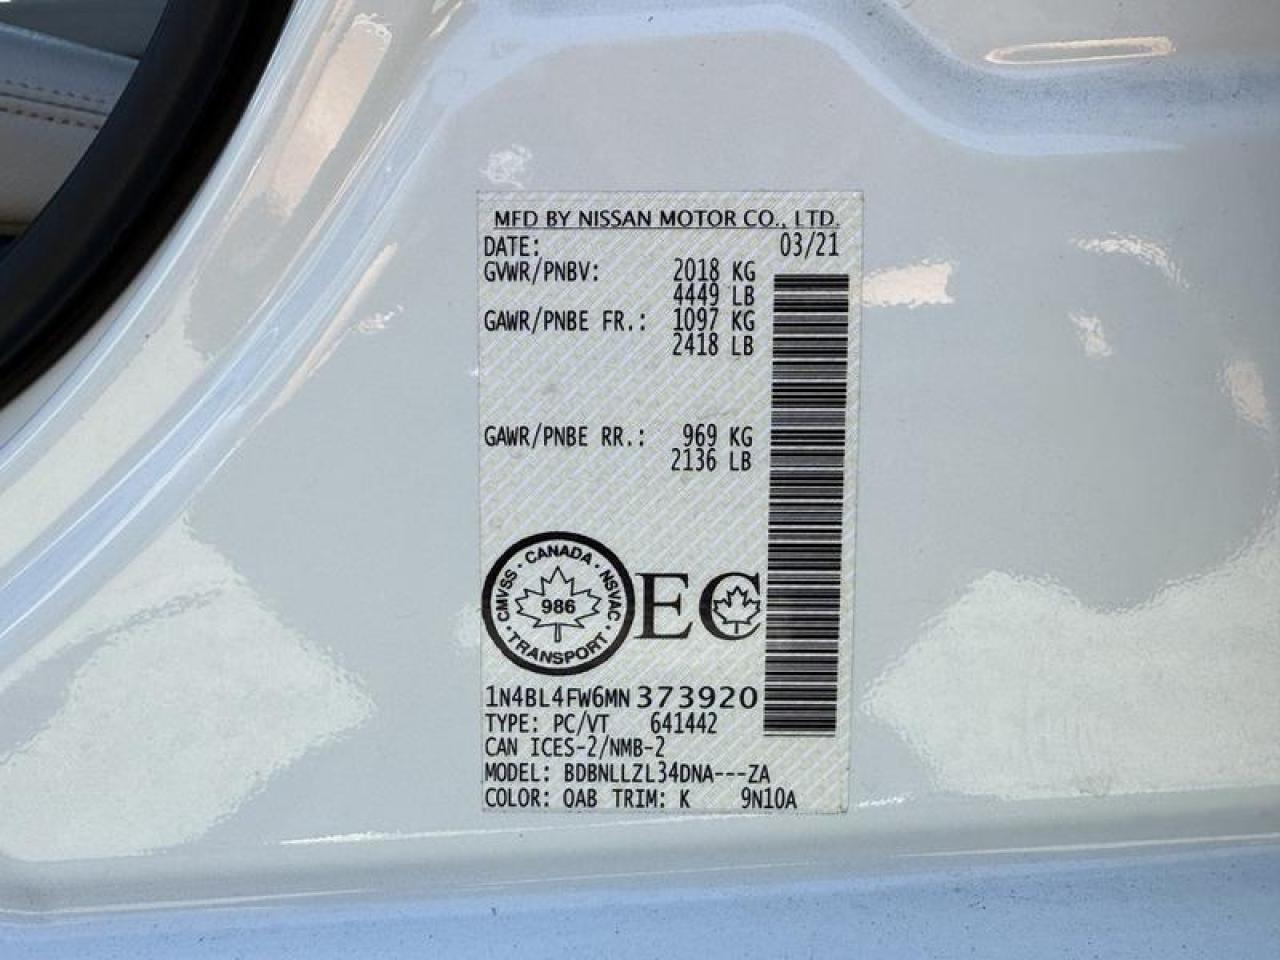 MFD BY NISSAN MOTOR CO., LTD.
DATE: 03/21
GVWR/PNBV: 2018 KG
4449 LB
GAWR/PNBE FR.: 1097 KG
2418 LB
GAWR/PNBE RR.: 969 KG
2136 LB
CMVSS · CANADA · NSVAC · TRANSPORT ·
986
EC
1N4BL4FW6MN373920
TYPE: PC/VT 641442
CAN ICES-2/NMB-2
MODEL: BDBNLLZL34DNA---ZA
COLOR: QAB TRIM: K 9N10A